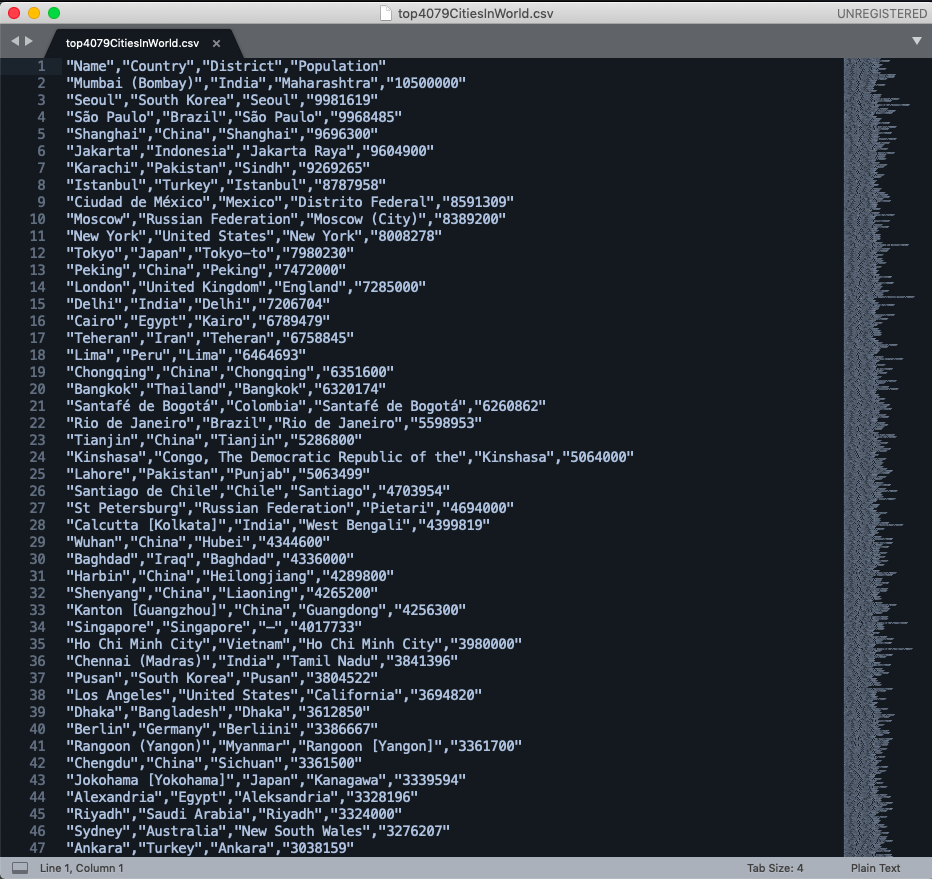 top4079CitiesInWorld.csv
UNREGISTERED
top4079CitiesInWorld.csv ×
1 "Name","Country","District","Population"
2 "Mumbai (Bombay)","India","Maharashtra","10500000"
3 "Seoul","South Korea","Seoul","9981619"
4 "São Paulo","Brazil","São Paulo","9968485"
5 "Shanghai","China","Shanghai","9696300"
6 "Jakarta","Indonesia","Jakarta Raya","9604900"
7 "Karachi","Pakistan","Sindh","9269265"
8 "Istanbul","Turkey","Istanbul","8787958"
9 "Ciudad de México","Mexico","Distrito Federal","8591309"
10 "Moscow","Russian Federation","Moscow (City)","8389200"
11 "New York","United States","New York","8008278"
12 "Tokyo","Japan","Tokyo-to","7980230"
13 "Peking","China","Peking","7472000"
14 "London","United Kingdom","England","7285000"
15 "Delhi","India","Delhi","7206704"
16 "Cairo","Egypt","Kairo","6789479"
17 "Teheran","Iran","Teheran","6758845"
18 "Lima","Peru","Lima","6464693"
19 "Chongqing","China","Chongqing","6351600"
20 "Bangkok","Thailand","Bangkok","6320174"
21 "Santafé de Bogotá","Colombia","Santafé de Bogotá","6260862"
22 "Rio de Janeiro","Brazil","Rio de Janeiro","5598953"
23 "Tianjin","China","Tianjin","5286800"
24 "Kinshasa","Congo, The Democratic Republic of the","Kinshasa","5064000"
25 "Lahore","Pakistan","Punjab","5063499"
26 "Santiago de Chile","Chile","Santiago","4703954"
27 "St Petersburg","Russian Federation","Pietari","4694000"
28 "Calcutta [Kolkata]","India","West Bengali","4399819"
29 "Wuhan","China","Hubei","4344600"
30 "Baghdad","Iraq","Baghdad","4336000"
31 "Harbin","China","Heilongjiang","4289800"
32 "Shenyang","China","Liaoning","4265200"
33 "Kanton [Guangzhou]","China","Guangdong","4256300"
34 "Singapore","Singapore","–","4017733"
35 "Ho Chi Minh City","Vietnam","Ho Chi Minh City","3980000"
36 "Chennai (Madras)","India","Tamil Nadu","3841396"
37 "Pusan","South Korea","Pusan","3804522"
38 "Los Angeles","United States","California","3694820"
39 "Dhaka","Bangladesh","Dhaka","3612850"
40 "Berlin","Germany","Berliini","3386667"
41 "Rangoon (Yangon)","Myanmar","Rangoon [Yangon]","3361700"
42 "Chengdu","China","Sichuan","3361500"
43 "Jokohama [Yokohama]","Japan","Kanagawa","3339594"
44 "Alexandria","Egypt","Aleksandria","3328196"
45 "Riyadh","Saudi Arabia","Riyadh","3324000"
46 "Sydney","Australia","New South Wales","3276207"
47 "Ankara","Turkey","Ankara","3038159"
Line 1, Column 1
Tab Size: 4
Plain Text